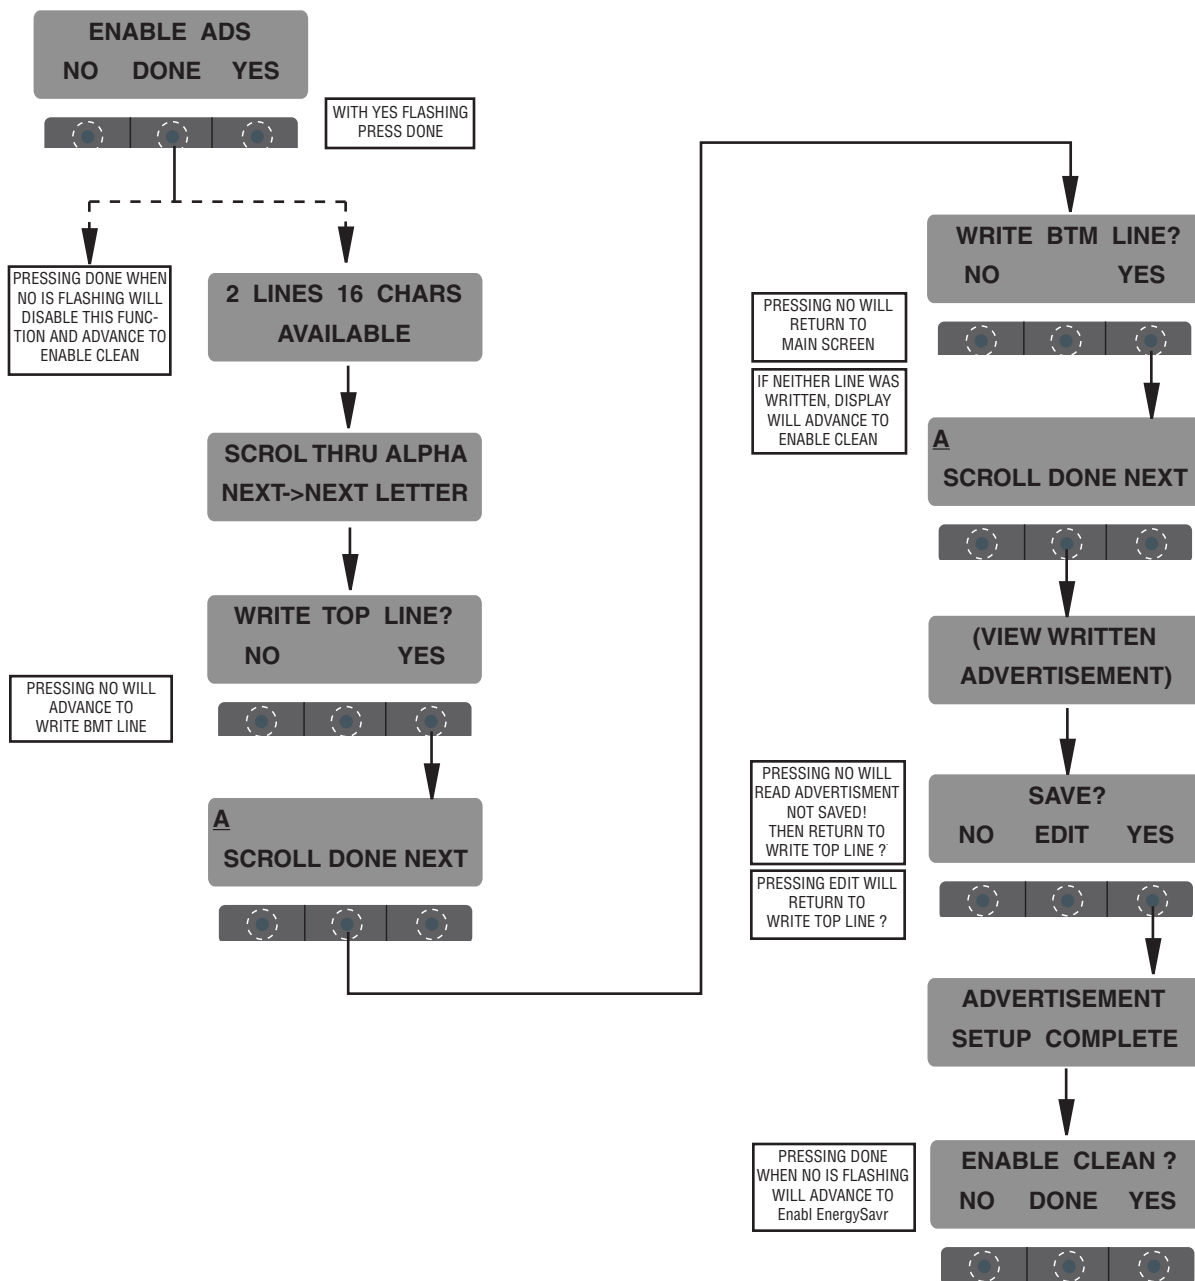 ENABLE ADS
NO DONE YES
WITH YES FLASHING
PRESS DONE
PRESSING DONE WHEN
NO IS FLASHING WILL
DISABLE THIS FUNC-
TION AND ADVANCE TO
ENABLE CLEAN
2 LINES 16 CHARS
AVAILABLE
SCROL THRU ALPHA
NEXT->NEXT LETTER
WRITE TOP LINE?
NO YES
PRESSING NO WILL
ADVANCE TO
WRITE BMT LINE
A
SCROLL DONE NEXT
WRITE BTM LINE?
NO YES
PRESSING NO WILL
RETURN TO
MAIN SCREEN
IF NEITHER LINE WAS
WRITTEN, DISPLAY
WILL ADVANCE TO
ENABLE CLEAN
A
SCROLL DONE NEXT
(VIEW WRITTEN
ADVERTISEMENT)
PRESSING NO WILL
READ ADVERTISMENT
NOT SAVED!
THEN RETURN TO
WRITE TOP LINE ?
SAVE?
NO EDIT YES
PRESSING EDIT WILL
RETURN TO
WRITE TOP LINE ?
ADVERTISEMENT
SETUP COMPLETE
PRESSING DONE
WHEN NO IS FLASHING
WILL ADVANCE TO
Enabl EnergySavr
ENABLE CLEAN ?
NO DONE YES